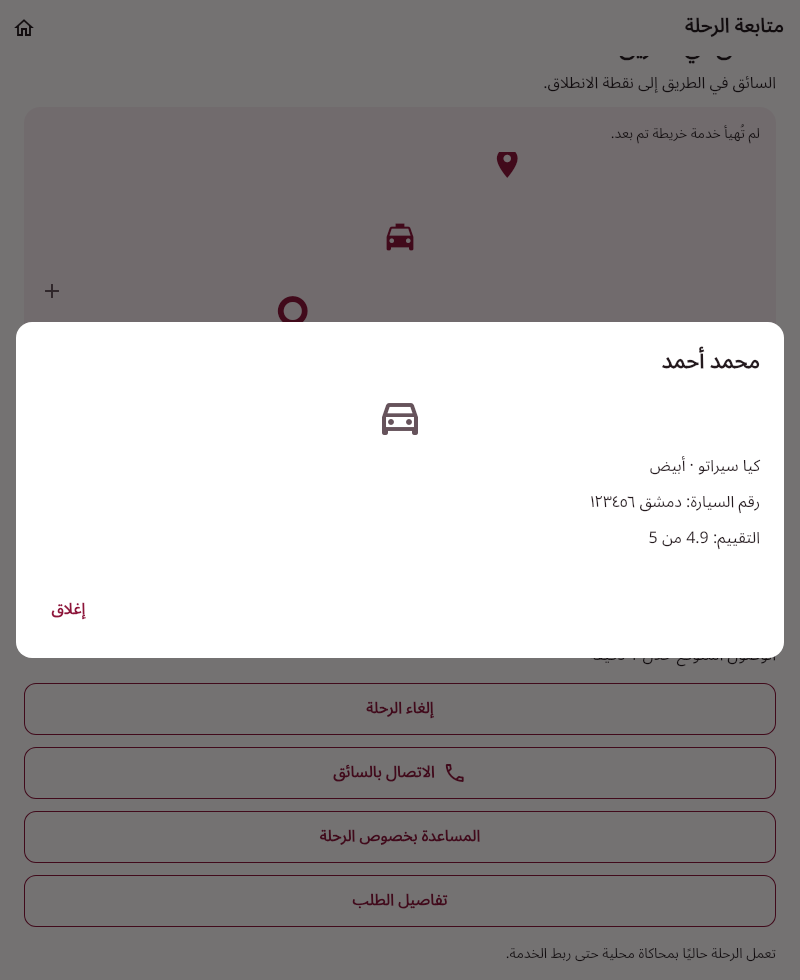 متابعة الرحلة
السائق في الطريق إلى نقطة الانطلاق.
لم تُهيأ خدمة خريطة تم بعد.
محمد أحمد
كيا سيراتو · أبيض
رقم السيارة: دمشق ١٢٣٤٥٦
التقييم: 4.9 من 5
إغلاق
إلغاء الرحلة
الاتصال بالسائق
المساعدة بخصوص الرحلة
تفاصيل الطلب
تعمل الرحلة حاليًا بمحاكاة محلية حتى ربط الخدمة.